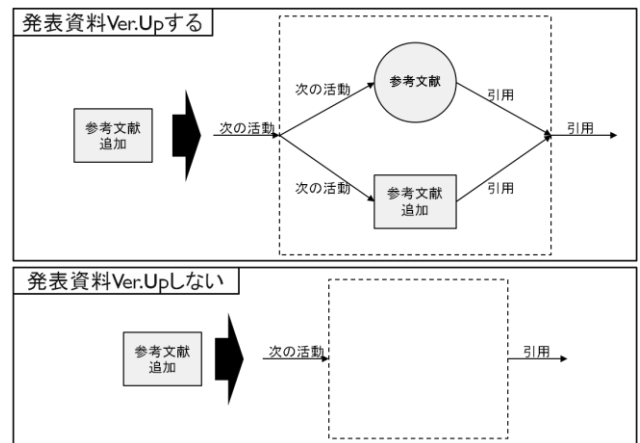 発表資料Ver.Upする
参考文献
追加
次の活動
次の活動
参考文献
引用
次の活動
参考文献
追加
引用
引用
発表資料Ver.Upしない
参考文献
追加
次の活動
引用